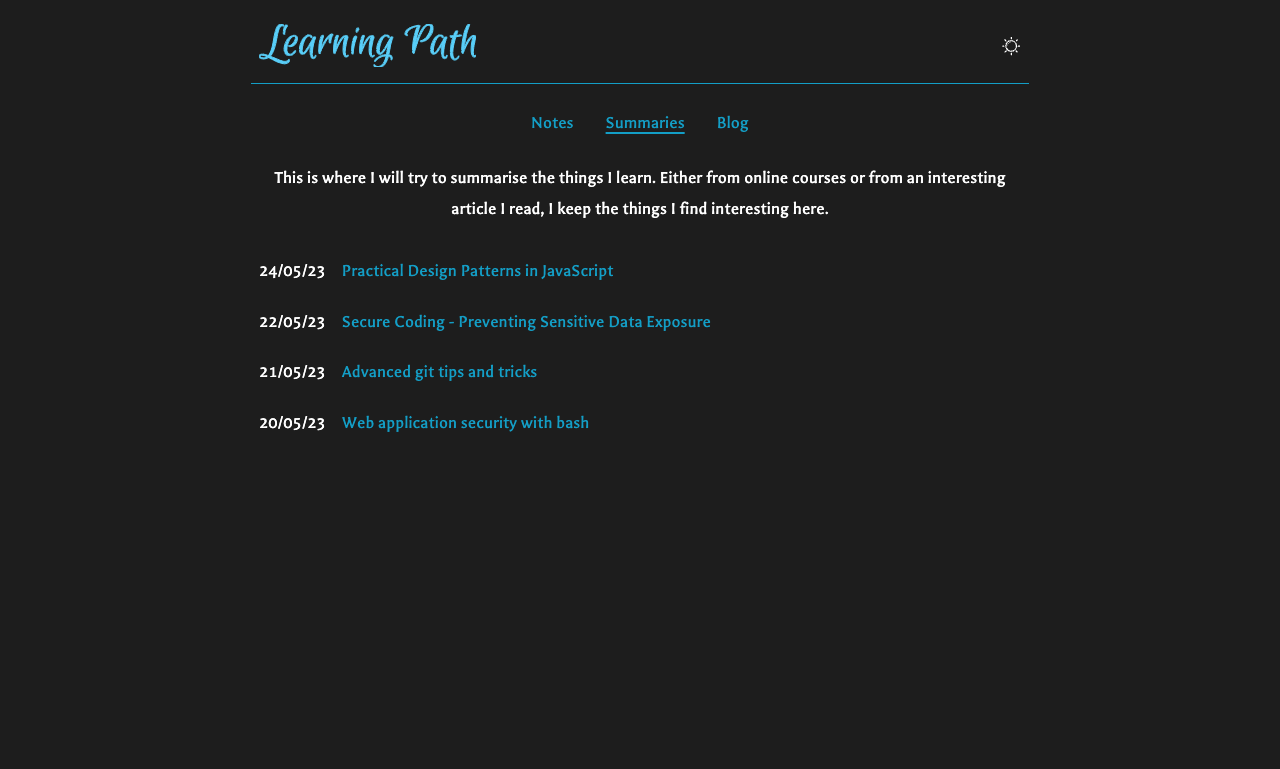 Learning Path
Notes Summaries Blog
This is where I will try to summarise the things I learn. Either from online courses or from an interesting
article I read, I keep the things I find interesting here.
24/05/23 Practical Design Patterns in JavaScript
22/05/23 Secure Coding - Preventing Sensitive Data Exposure
21/05/23 Advanced git tips and tricks
20/05/23 Web application security with bash